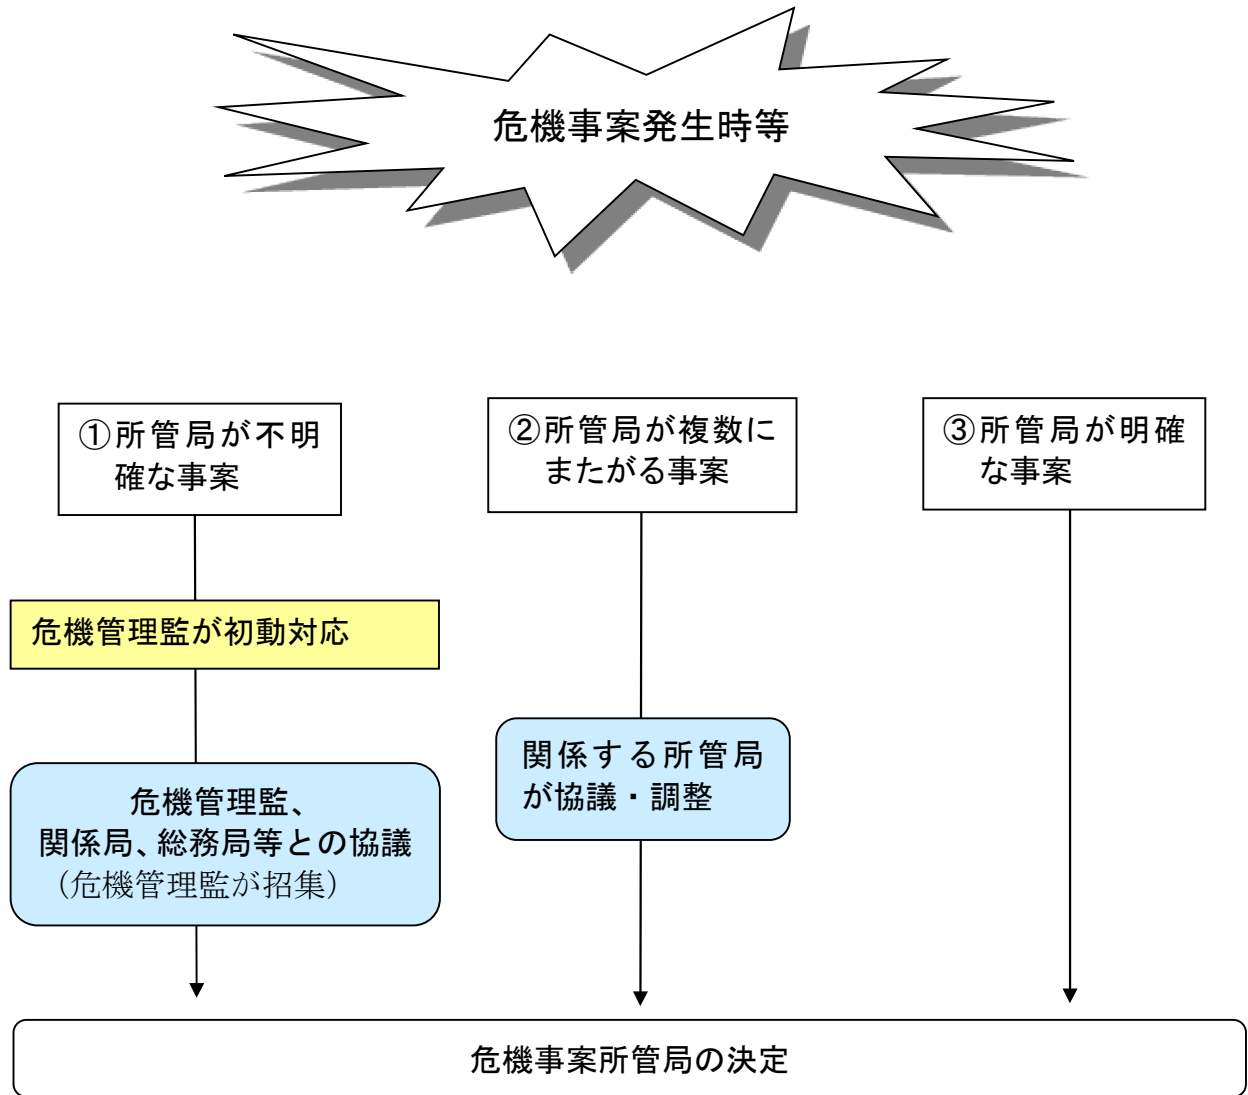 危機事案発生時等
①所管局が不明
確な事案
②所管局が複数に
またがる事案
③所管局が明確
な事案
危機管理監が初動対応
関係する所管局
が協議・調整
危機管理監、
関係局、総務局等との協議
（危機管理監が招集）
危機事案所管局の決定